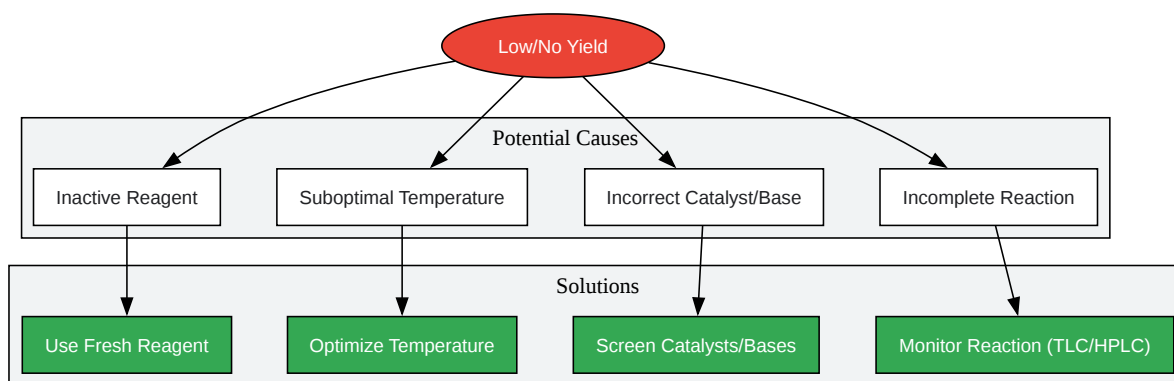 Low/No Yield
Potential Causes
Inactive Reagent
Suboptimal Temperature
Incorrect Catalyst/Base
Incomplete Reaction
Solutions
Use Fresh Reagent
Optimize Temperature
Screen Catalysts/Bases
Monitor Reaction (TLC/HPLC)